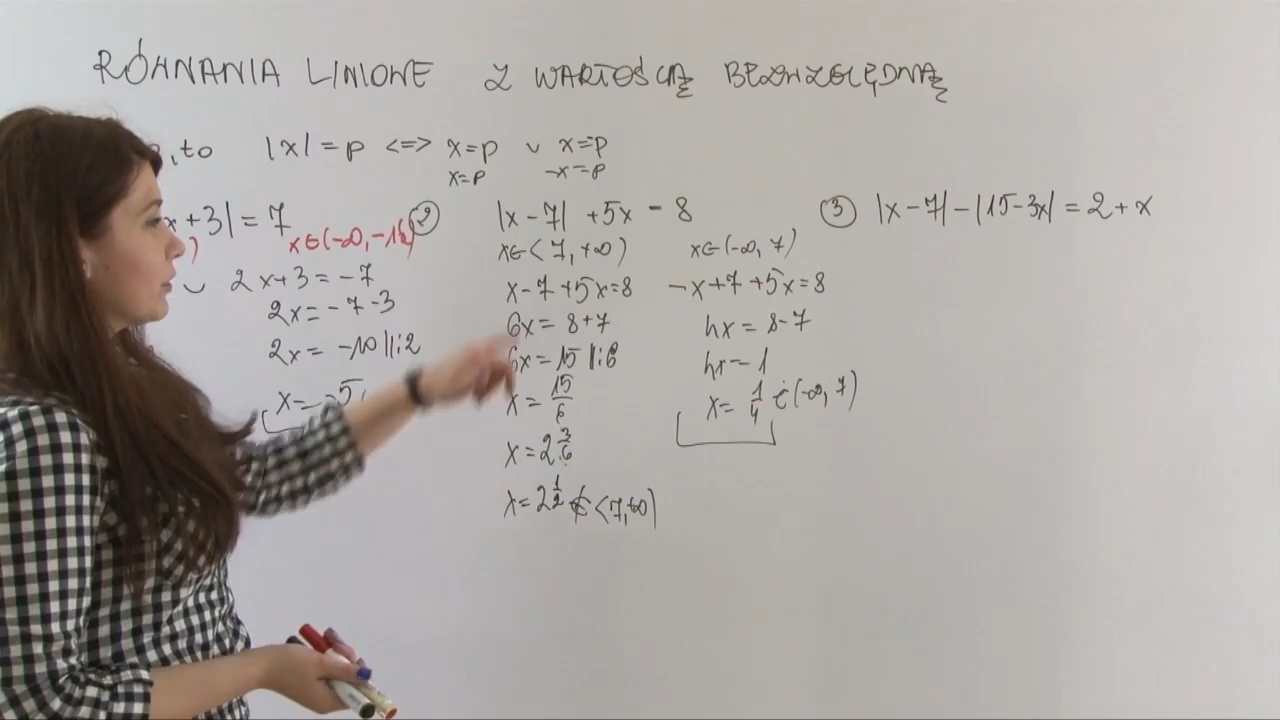 RÓWNANIA LINIOWE Z WARTOŚCIĄ BEZWZGLĘDNĄ
, to |x| = p <=> x=p ∨ x=-p
x=p -x=p
x +3| = 7
) x∈(-∞, -1½)
∨ 2x+3 = -7
2x = -7 -3
2x = -10 ||:2
x = -5
② |x - 7| +5x = 8
x∈< 7, +∞) x∈(-∞, 7)
x - 7 +5x=8 -x+7 +5x=8
6x = 8+7 4x = 8-7
6x = 15 ||:6 4x = 1
x = 15/6 x = 1/4 ∈(-∞, 7)
x = 2 3/6
x = 2 1/2 ∉ <7,+∞)
③ |x - 7| - |15 - 3x| = 2 + x